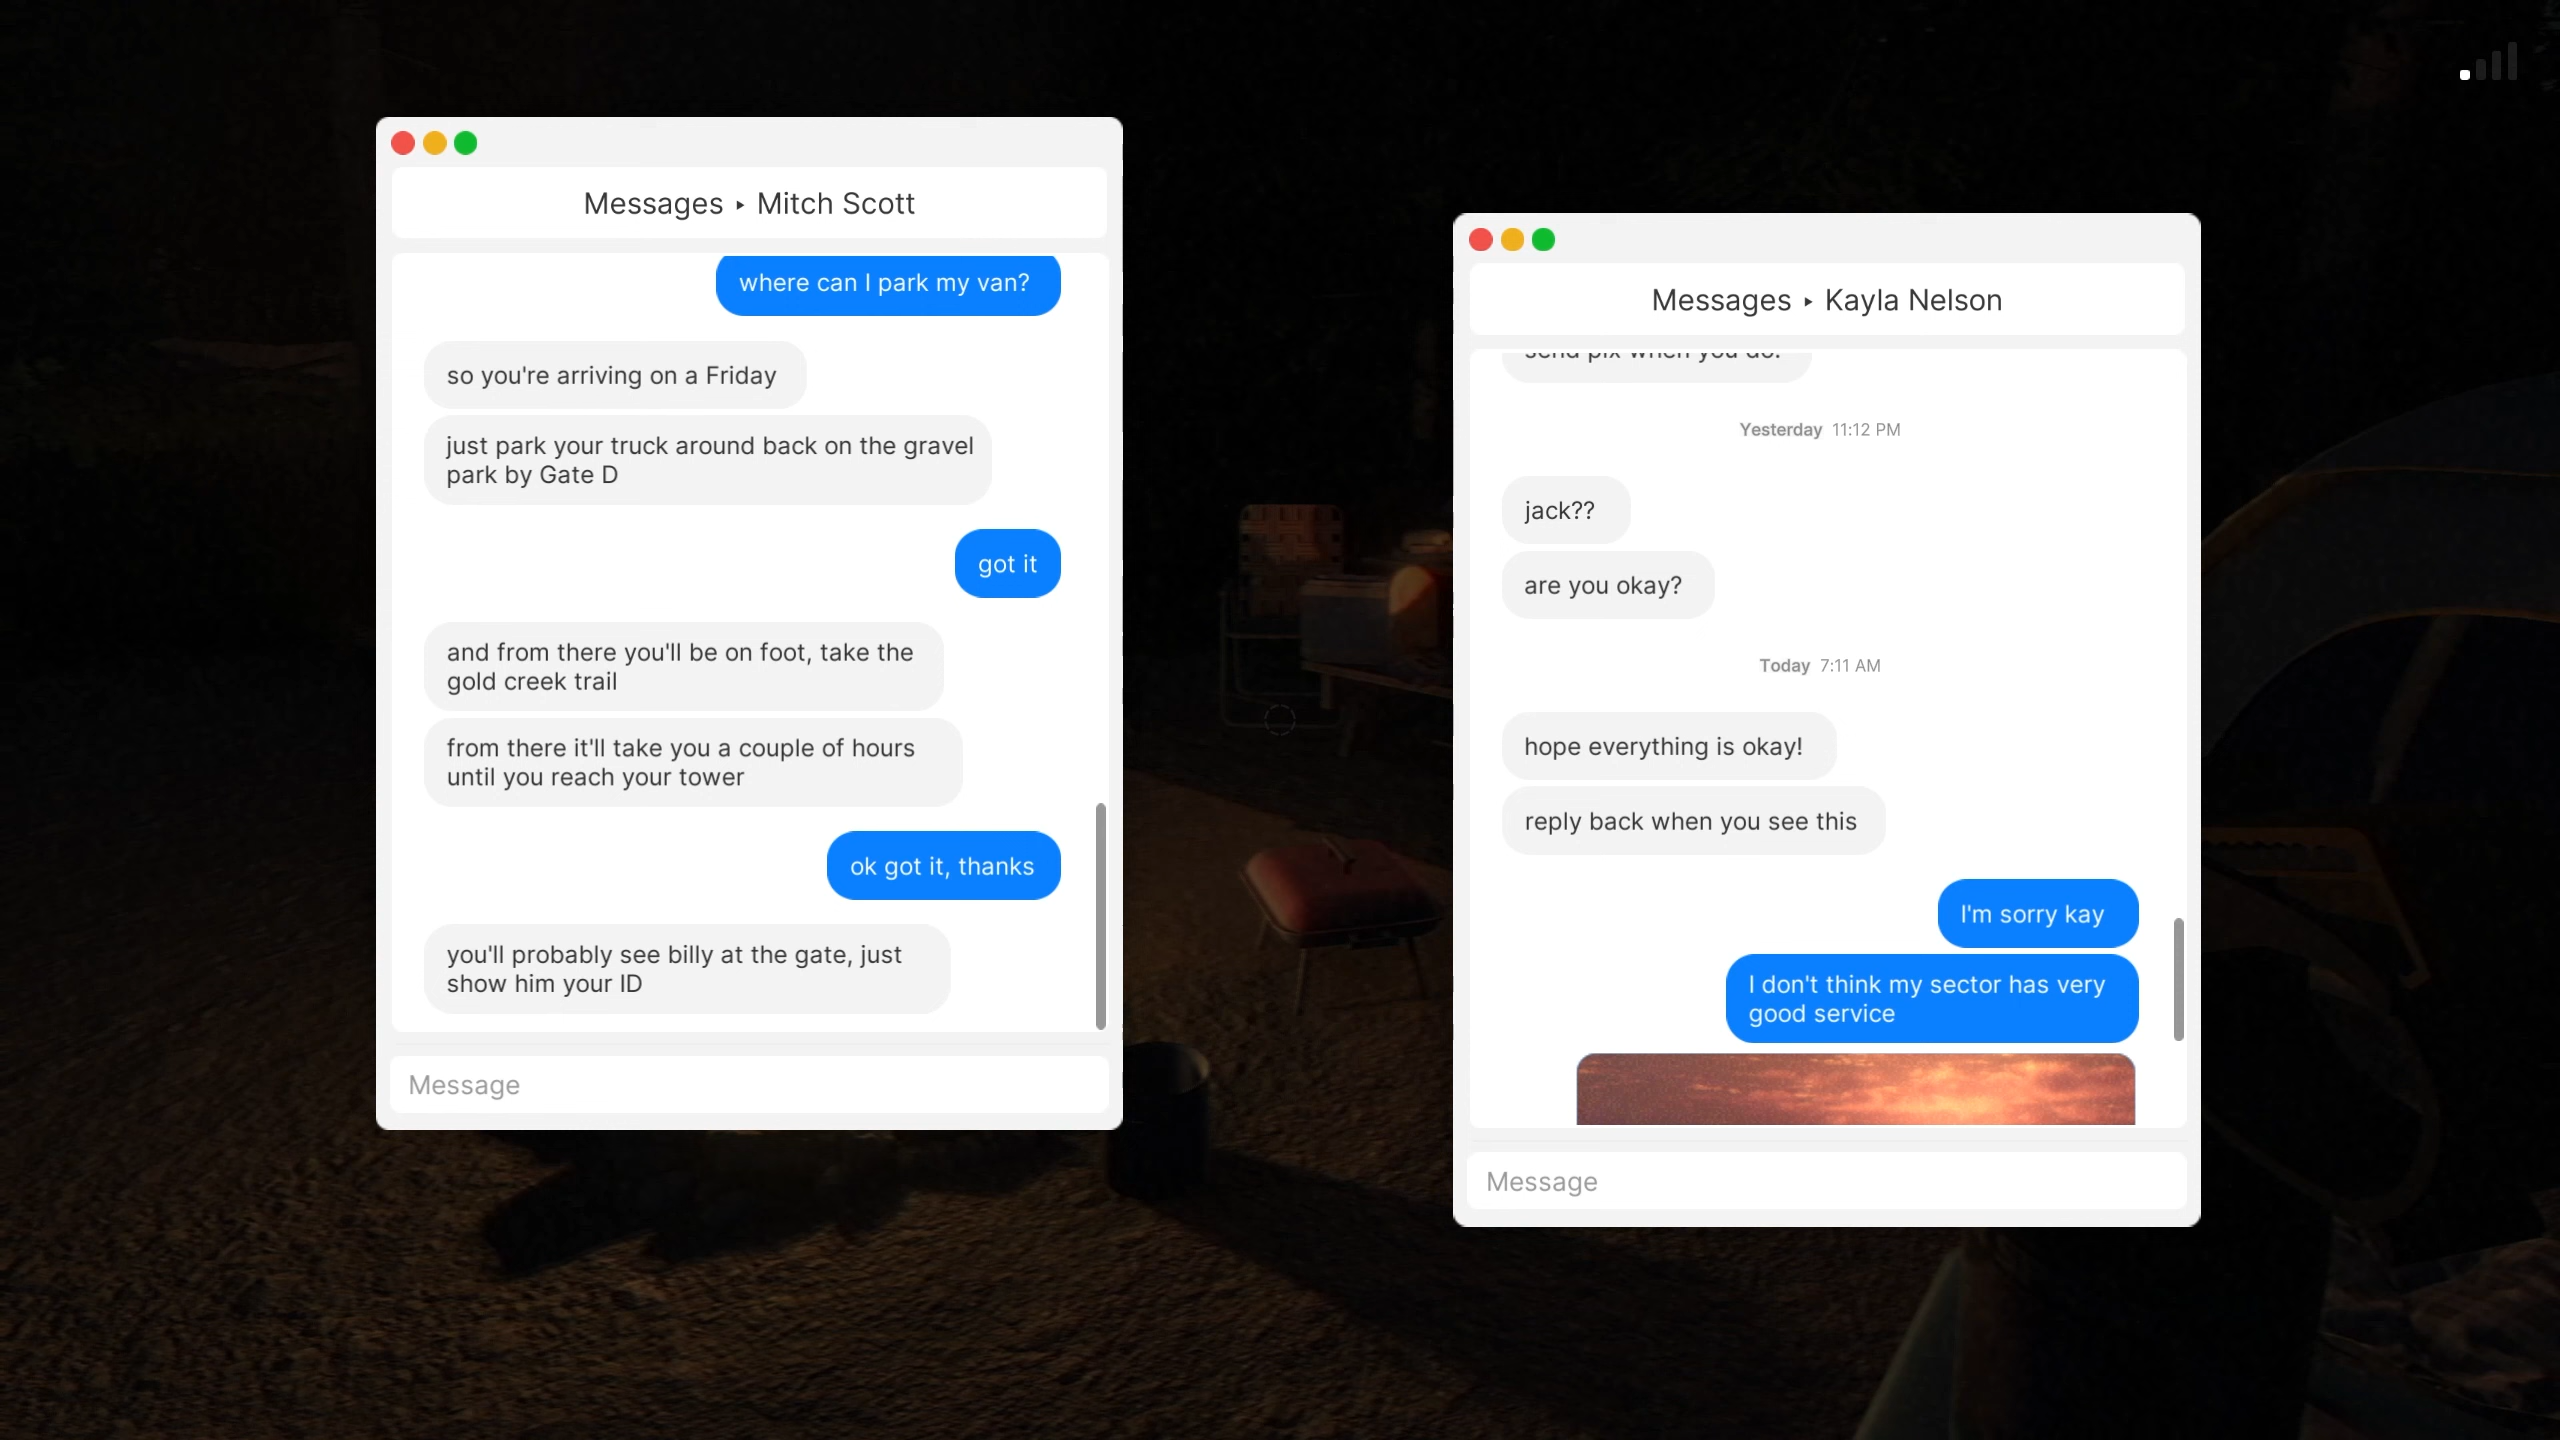 Messages ▸ Mitch Scott
where can I park my van?
so you're arriving on a Friday
just park your truck around back on the gravel
park by Gate D
got it
and from there you'll be on foot, take the
gold creek trail
from there it'll take you a couple of hours
until you reach your tower
ok got it, thanks
you'll probably see billy at the gate, just
show him your ID
Message
Messages ▸ Kayla Nelson
send pix when you do!
Yesterday 11:12 PM
jack??
are you okay?
Today 7:11 AM
hope everything is okay!
reply back when you see this
I'm sorry kay
I don't think my sector has very
good service
Message